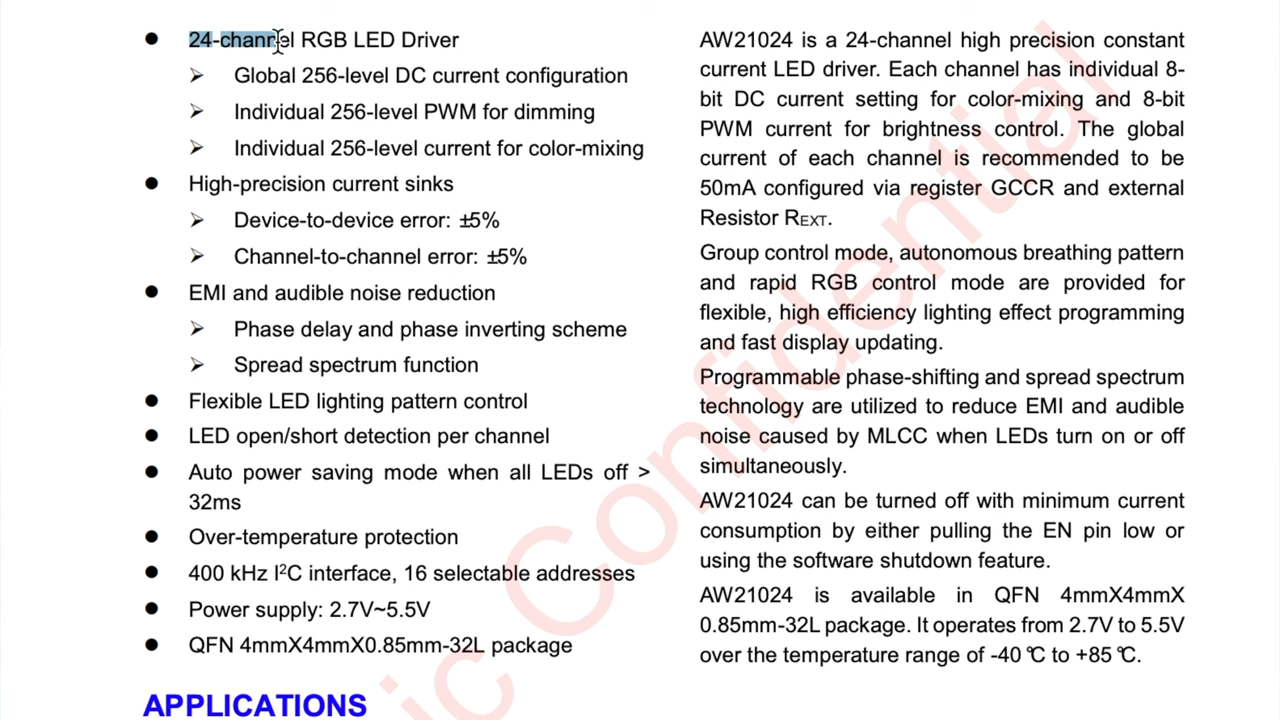 ● 24-channel RGB LED Driver
➢ Global 256-level DC current configuration
➢ Individual 256-level PWM for dimming
➢ Individual 256-level current for color-mixing
● High-precision current sinks
➢ Device-to-device error: ±5%
➢ Channel-to-channel error: ±5%
● EMI and audible noise reduction
➢ Phase delay and phase inverting scheme
➢ Spread spectrum function
● Flexible LED lighting pattern control
● LED open/short detection per channel
● Auto power saving mode when all LEDs off >
32ms
● Over-temperature protection
● 400 kHz I²C interface, 16 selectable addresses
● Power supply: 2.7V~5.5V
● QFN 4mmX4mmX0.85mm-32L package
APPLICATIONS
AW21024 is a 24-channel high precision constant
current LED driver. Each channel has individual 8-
bit DC current setting for color-mixing and 8-bit
PWM current for brightness control. The global
current of each channel is recommended to be
50mA configured via register GCCR and external
Resistor REXT.
Group control mode, autonomous breathing pattern
and rapid RGB control mode are provided for
flexible, high efficiency lighting effect programming
and fast display updating.
Programmable phase-shifting and spread spectrum
technology are utilized to reduce EMI and audible
noise caused by MLCC when LEDs turn on or off
simultaneously.
AW21024 can be turned off with minimum current
consumption by either pulling the EN pin low or
using the software shutdown feature.
AW21024 is available in QFN 4mmX4mmX
0.85mm-32L package. It operates from 2.7V to 5.5V
over the temperature range of -40℃ to +85℃.
ic Confidential